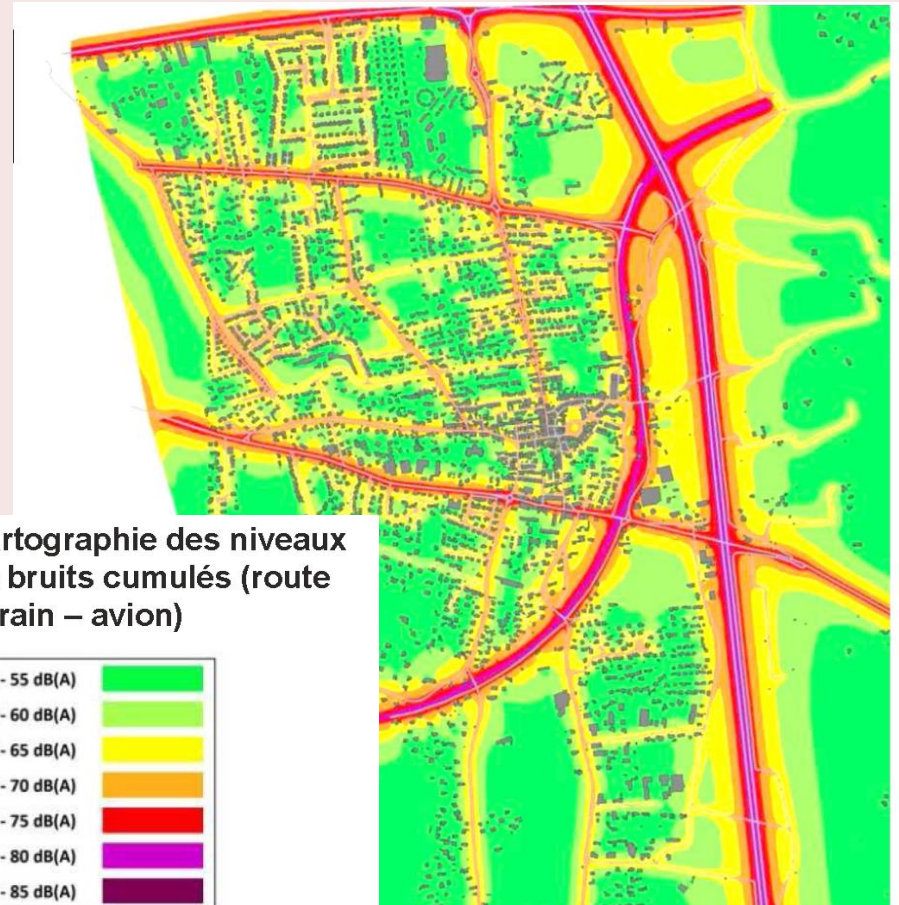 rtographie des niveaux
bruits cumulés (route
rain – avion)
- 55 dB(A)
- 60 dB(A)
- 65 dB(A)
- 70 dB(A)
- 75 dB(A)
- 80 dB(A)
- 85 dB(A)